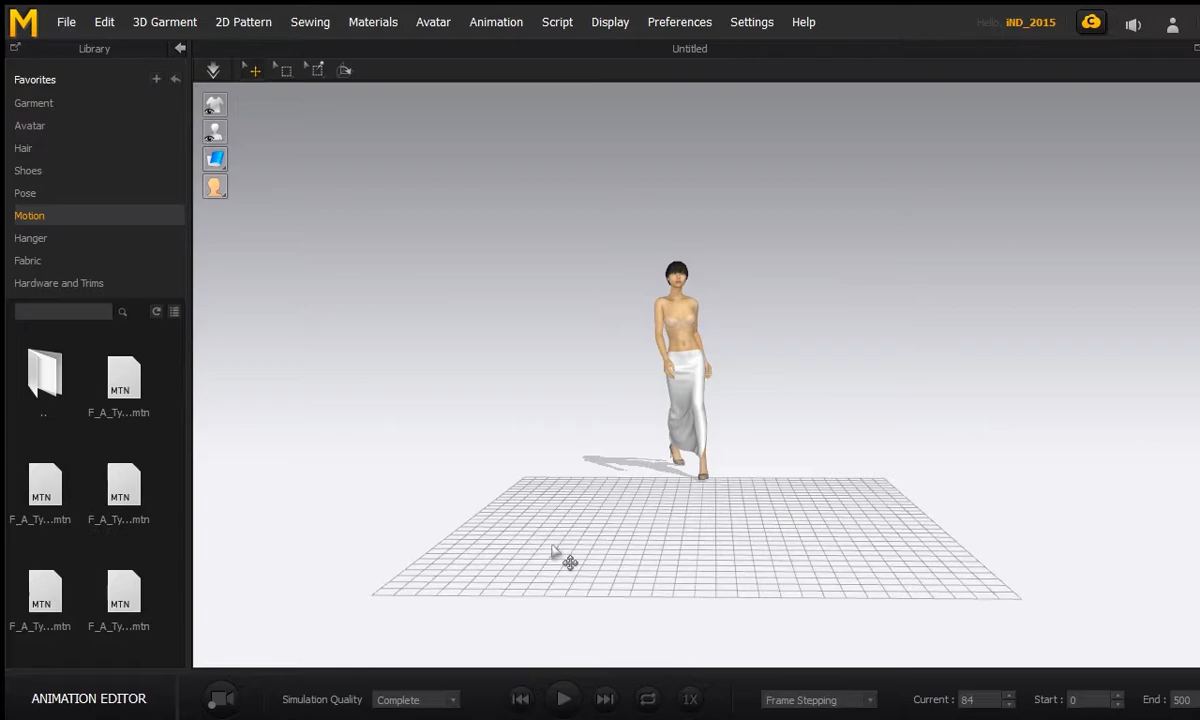 M File Edit 3D Garment 2D Pattern Sewing Materials Avatar Animation Script Display Preferences Settings Help Hello, iND_2015 C
Library Untitled
Favorites
Garment
Avatar
Hair
Shoes
Pose
Motion
Hanger
Fabric
Hardware and Trims
MTN
.. F_A_Ty...mtn
MTN MTN
F_A_Ty...mtn F_A_Ty...mtn
MTN MTN
F_A_Ty...mtn F_A_Ty...mtn
ANIMATION EDITOR Simulation Quality Complete 1X Frame Stepping Current : 84 Start : 0 End : 500